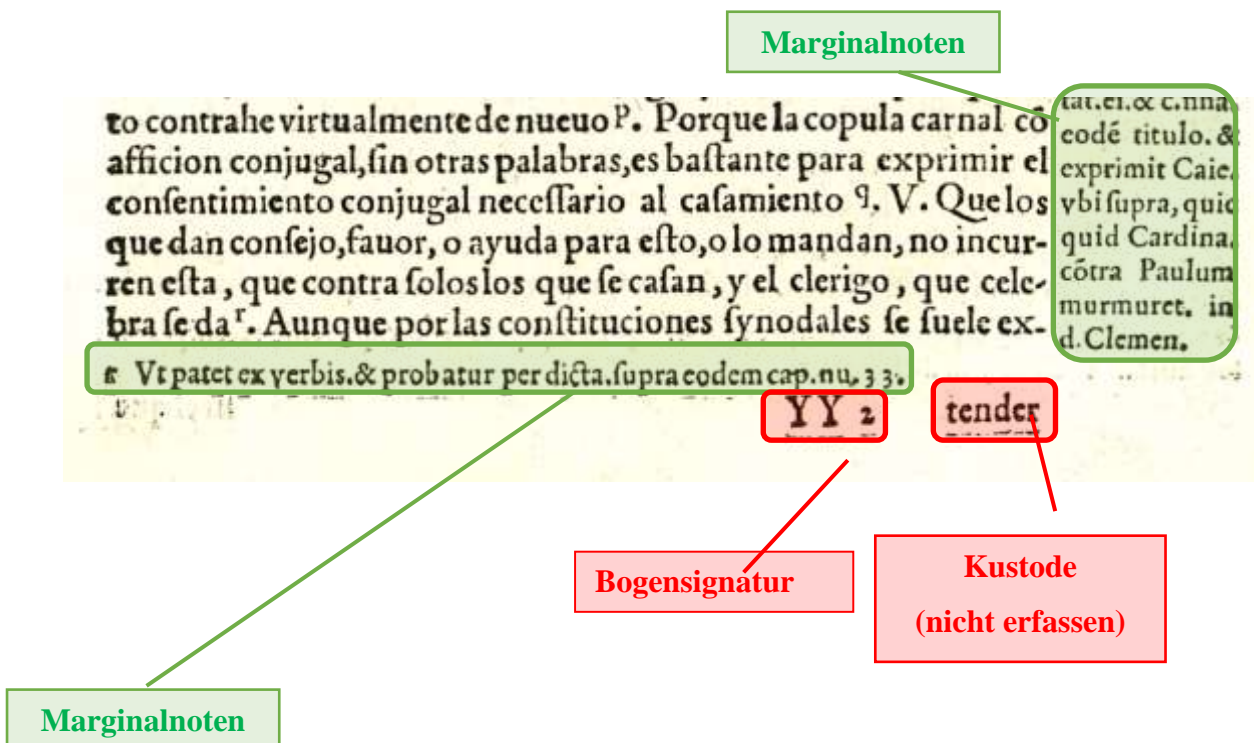 Marginalnoten
to contrahe virtualmente de nueuo ᵖ. Porque la copula carnal cō
afficion conjugal,ſin otras palabras,es baſtante para exprimir el
conſentimiento conjugal neceſſario al caſamiento ꟴ. V. Que los
que dan conſejo,fauor, o ayuda para eſto,o lo mandan, no incur-
ren eſta , que contra ſolos los que ſe caſan , y el clerigo , que cele-
bra ſe da ʳ. Aunque por las conſtituciones ſynodales ſe ſuele ex-
eodē titulo. &
exprimit Caie.
vbi ſupra, quic
quid Cardina.
cōtra Paulum
murmuret. in
d. Clemen.
r Vt patet ex verbis.& probatur per dicta.ſupra eodem cap. nu. 33.
YY 2 tender
Bogensignatur
Kustode
(nicht erfassen)
Marginalnoten